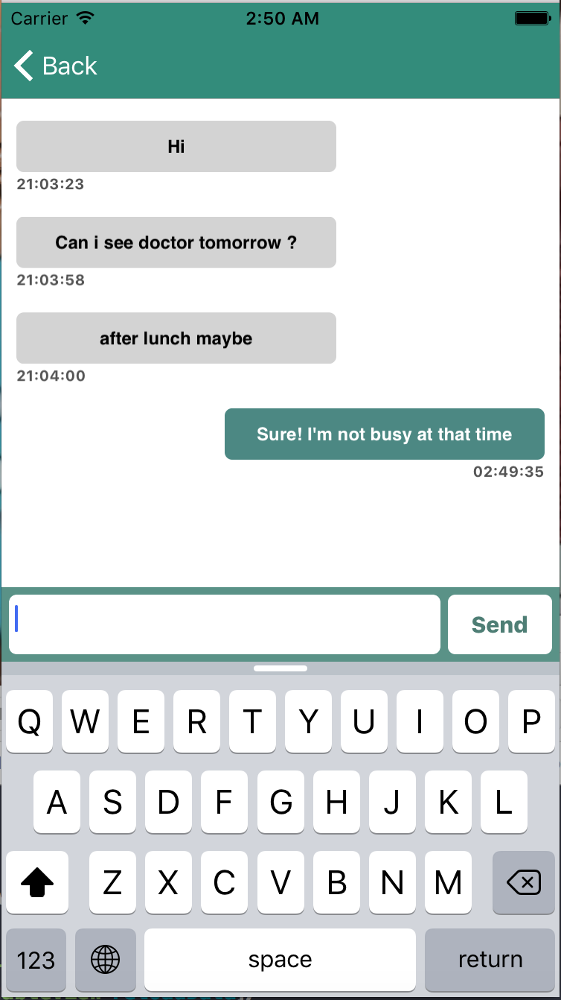 Carrier 2:50 AM
Back
Hi
21:03:23
Can i see doctor tomorrow ?
21:03:58
after lunch maybe
21:04:00
Sure! I'm not busy at that time
02:49:35
Send
Q W E R T Y U I O P
A S D F G H J K L
Z X C V B N M
123 space return